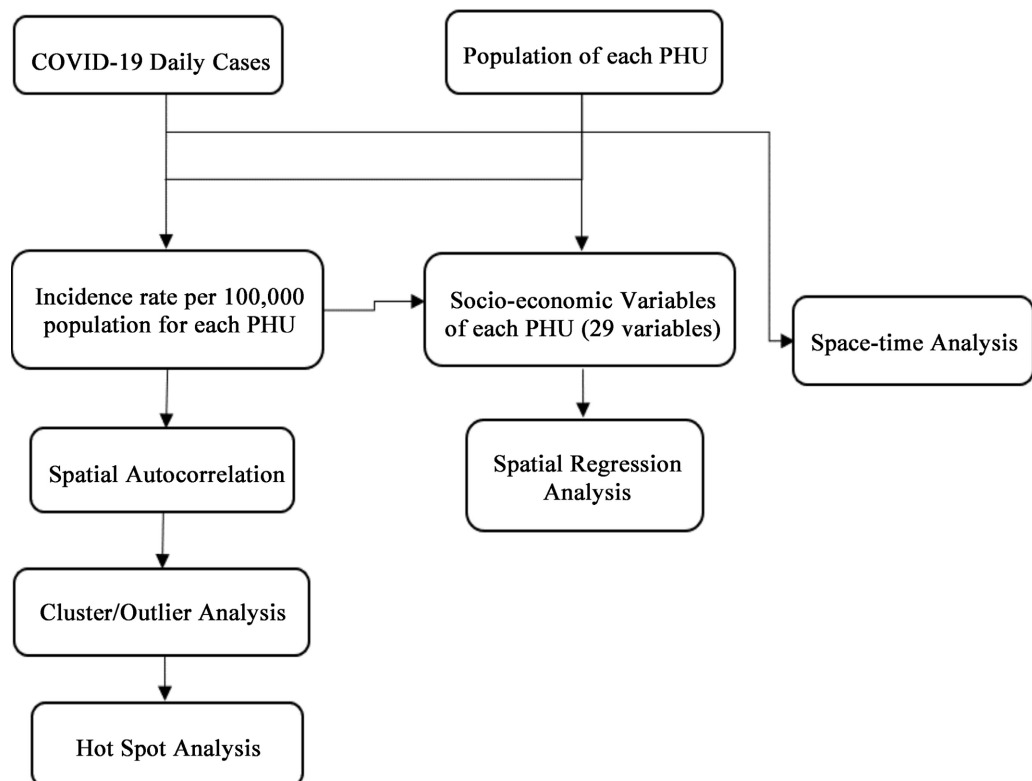 COVID-19 Daily Cases
Population of each PHU
Incidence rate per 100,000
population for each PHU
Socio-economic Variables
of each PHU (29 variables)
Space-time Analysis
Spatial Autocorrelation
Spatial Regression
Analysis
Cluster/Outlier Analysis
Hot Spot Analysis